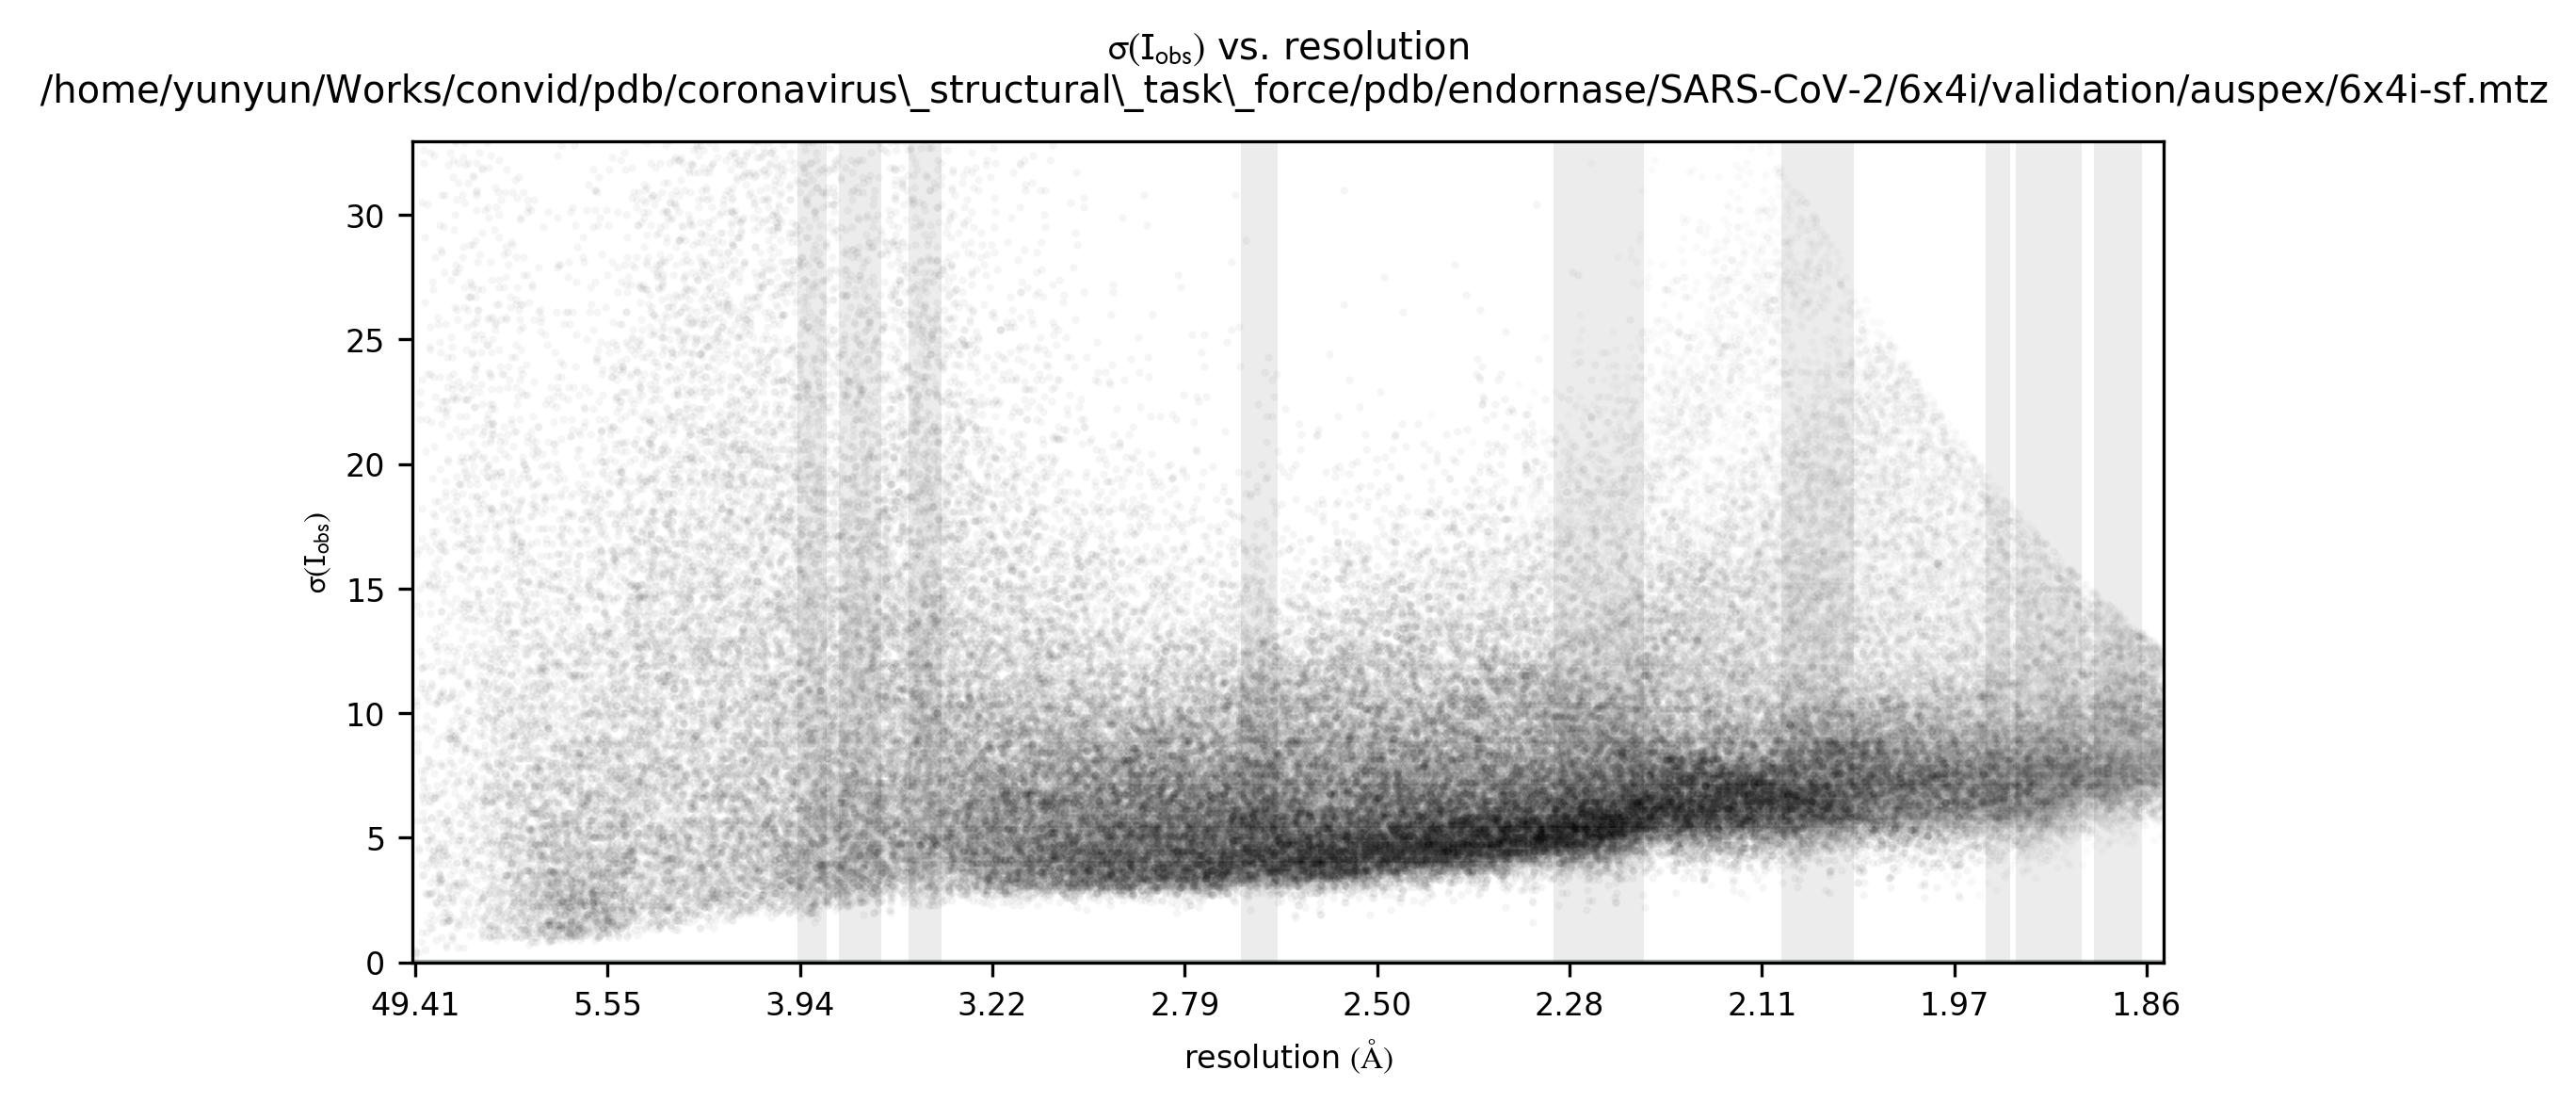 σ(I_obs) vs. resolution
/home/yunyun/Works/convid/pdb/coronavirus\_structural\_task\_force/pdb/endornase/SARS-CoV-2/6x4i/validation/auspex/6x4i-sf.mtz
30
25
20
15
10
5
0
σ(I_obs)
49.41 5.55 3.94 3.22 2.79 2.50 2.28 2.11 1.97 1.86
resolution (Å)